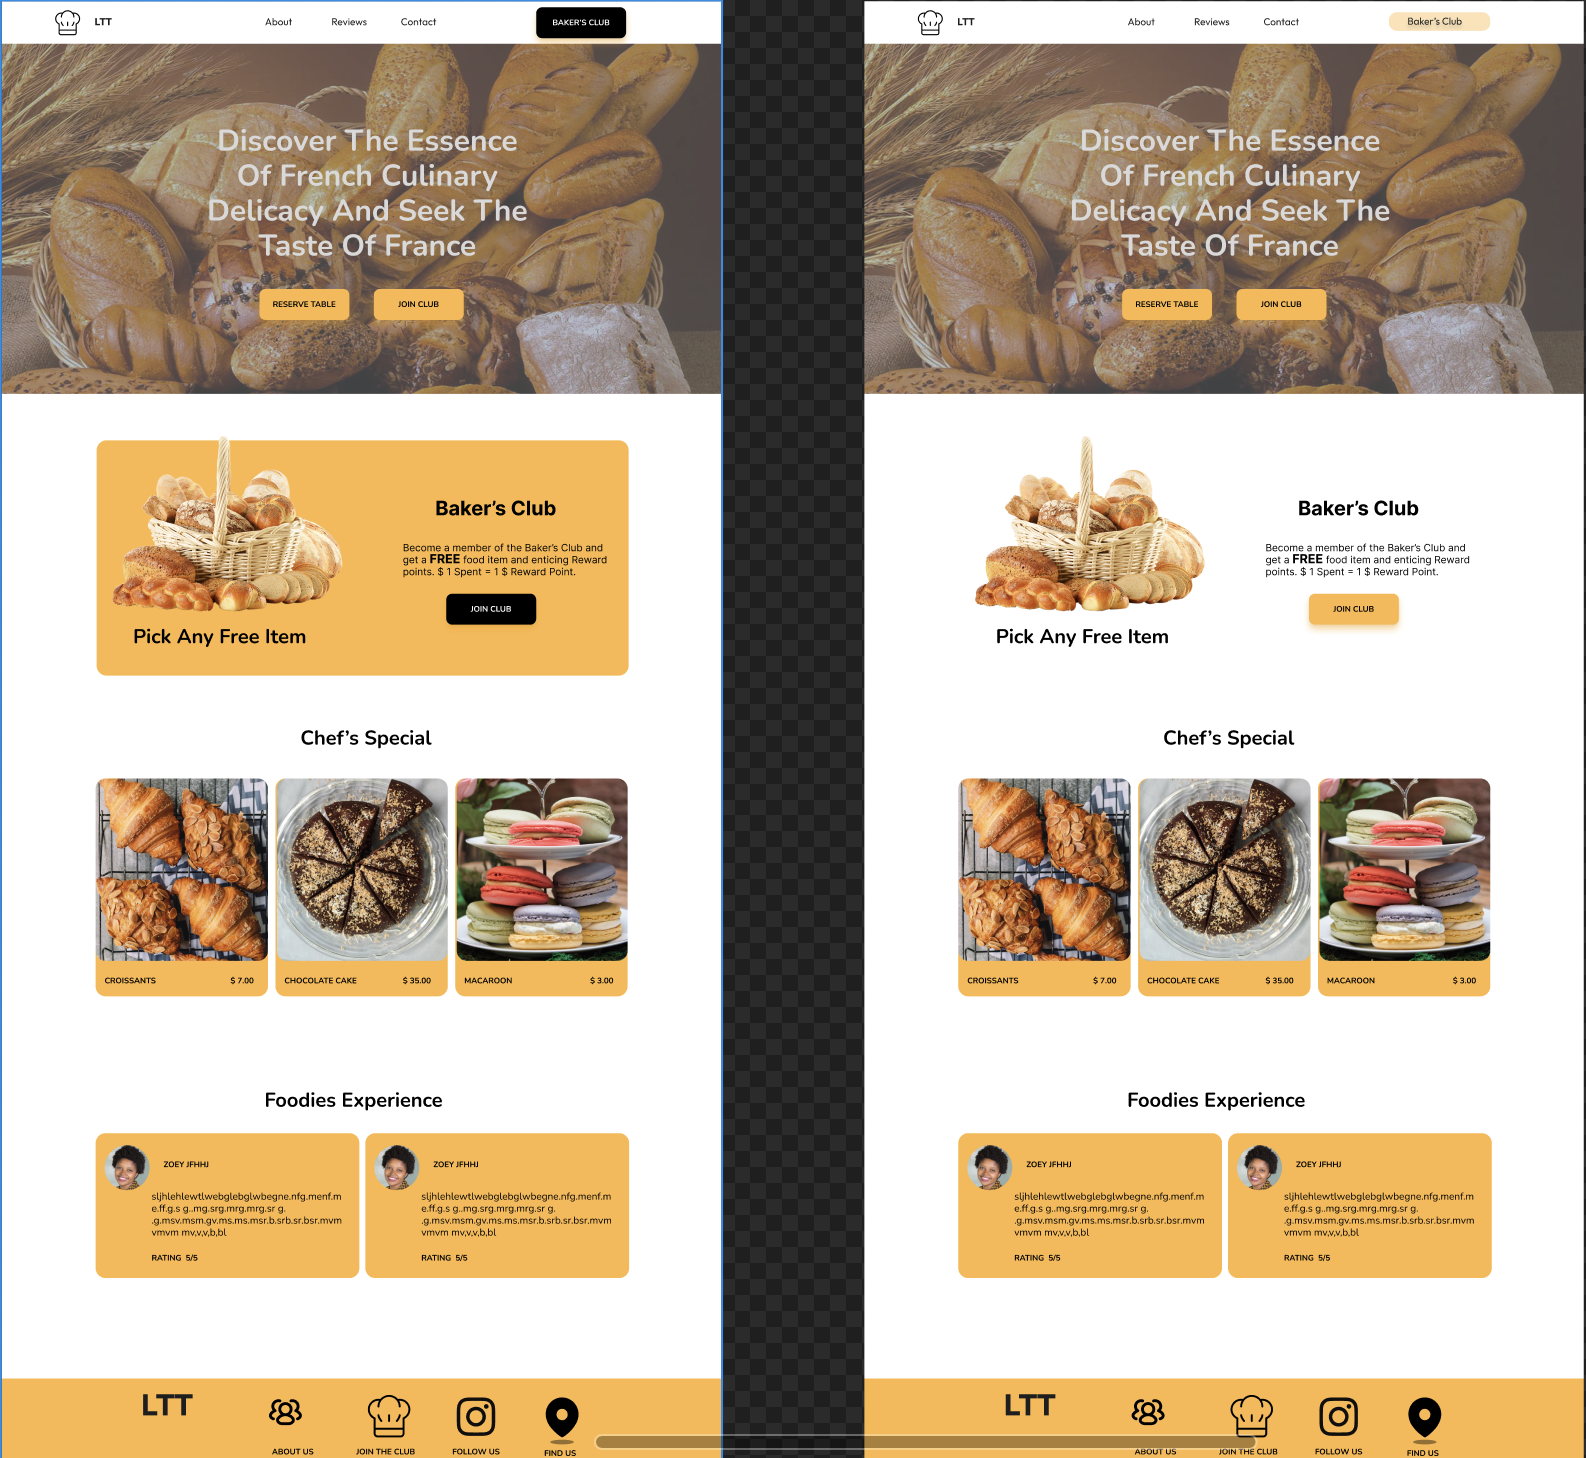 LTT
About Reviews Contact
BAKER'S CLUB
Discover The Essence
Of French Culinary
Delicacy And Seek The
Taste Of France
RESERVE TABLE JOIN CLUB
Baker's Club
Become a member of the Baker's Club and
get a FREE food item and enticing Reward
points. $ 1 Spent = 1 $ Reward Point.
JOIN CLUB
Pick Any Free Item
Chef's Special
CROISSANTS $ 7.00
CHOCOLATE CAKE $ 35.00
MACAROON $ 3.00
Foodies Experience
ZOEY JFHHJ
sljhlehlewtlwebglebglwbegne.nfg.menf.m
e.ff.g.s g..mg.srg.mrg.mrg.sr g.
.g.msv.msm.gv.ms.ms.msr.b.srb.sr.bsr.mvm
vmvm mv,v,v,b,bl
RATING 5/5
ZOEY JFHHJ
sljhlehlewtlwebglebglwbegne.nfg.menf.m
e.ff.g.s g..mg.srg.mrg.mrg.sr g.
.g.msv.msm.gv.ms.ms.msr.b.srb.sr.bsr.mvm
vmvm mv,v,v,b,bl
RATING 5/5
LTT
ABOUT US
JOIN THE CLUB
FOLLOW US
FIND US
LTT
About Reviews Contact
Baker's Club
Discover The Essence
Of French Culinary
Delicacy And Seek The
Taste Of France
RESERVE TABLE JOIN CLUB
Baker's Club
Become a member of the Baker's Club and
get a FREE food item and enticing Reward
points. $ 1 Spent = 1 $ Reward Point.
JOIN CLUB
Pick Any Free Item
Chef's Special
CROISSANTS $ 7.00
CHOCOLATE CAKE $ 35.00
MACAROON $ 3.00
Foodies Experience
ZOEY JFHHJ
sljhlehlewtlwebglebglwbegne.nfg.menf.m
e.ff.g.s g..mg.srg.mrg.mrg.sr g.
.g.msv.msm.gv.ms.ms.msr.b.srb.sr.bsr.mvm
vmvm mv,v,v,b,bl
RATING 5/5
ZOEY JFHHJ
sljhlehlewtlwebglebglwbegne.nfg.menf.m
e.ff.g.s g..mg.srg.mrg.mrg.sr g.
.g.msv.msm.gv.ms.ms.msr.b.srb.sr.bsr.mvm
vmvm mv,v,v,b,bl
RATING 5/5
LTT
ABOUT US
JOIN THE CLUB
FOLLOW US
FIND US